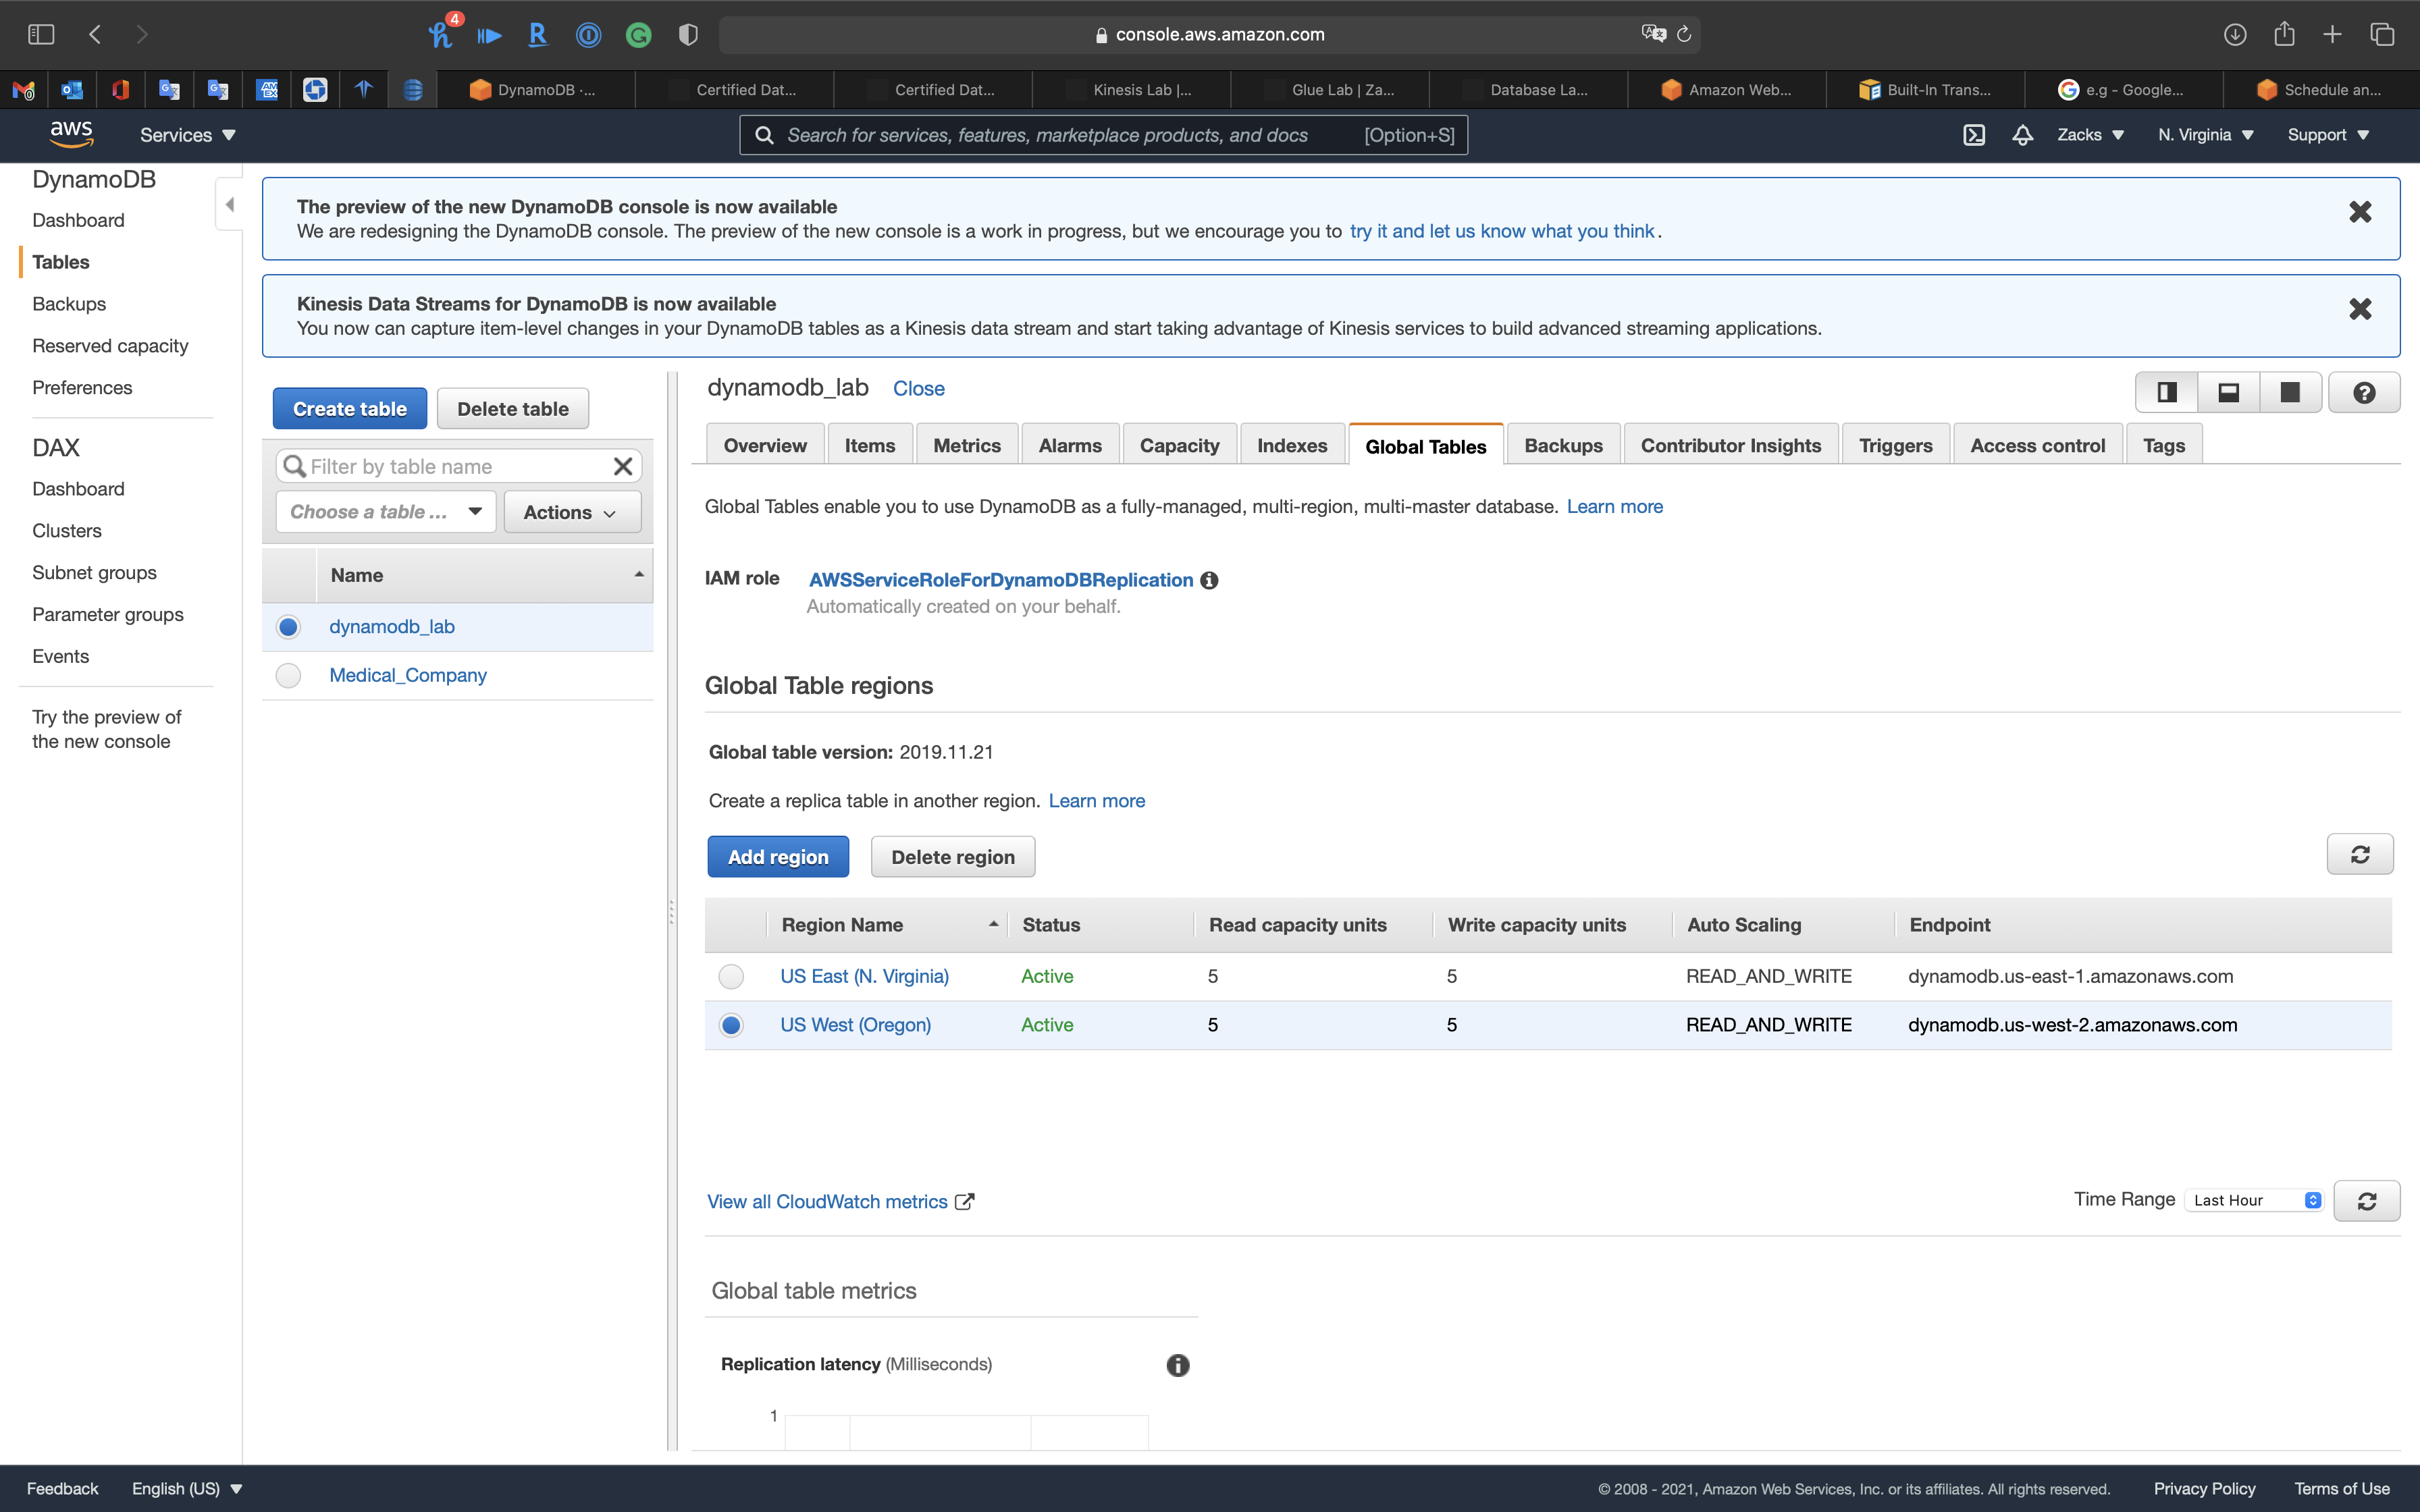 4
console.aws.amazon.com
DynamoDB ·...
Certified Dat...
Certified Dat...
Kinesis Lab |...
Glue Lab | Za...
Database La...
Amazon Web...
Built-In Trans...
e.g - Google...
Schedule an...
aws
Services
Search for services, features, marketplace products, and docs [Option+S]
Zacks
N. Virginia
Support
DynamoDB
Dashboard
Tables
Backups
Reserved capacity
Preferences
DAX
Dashboard
Clusters
Subnet groups
Parameter groups
Events
Try the preview of
the new console
The preview of the new DynamoDB console is now available
We are redesigning the DynamoDB console. The preview of the new console is a work in progress, but we encourage you to try it and let us know what you think.
Kinesis Data Streams for DynamoDB is now available
You now can capture item-level changes in your DynamoDB tables as a Kinesis data stream and start taking advantage of Kinesis services to build advanced streaming applications.
Create table
Delete table
Filter by table name
Choose a table ...
Actions
Name
dynamodb_lab
Medical_Company
dynamodb_lab Close
Overview
Items
Metrics
Alarms
Capacity
Indexes
Global Tables
Backups
Contributor Insights
Triggers
Access control
Tags
Global Tables enable you to use DynamoDB as a fully-managed, multi-region, multi-master database. Learn more
IAM role AWSServiceRoleForDynamoDBReplication
Automatically created on your behalf.
Global Table regions
Global table version: 2019.11.21
Create a replica table in another region. Learn more
Add region
Delete region
Region Name Status Read capacity units Write capacity units Auto Scaling Endpoint
US East (N. Virginia) Active 5 5 READ_AND_WRITE dynamodb.us-east-1.amazonaws.com
US West (Oregon) Active 5 5 READ_AND_WRITE dynamodb.us-west-2.amazonaws.com
View all CloudWatch metrics
Time Range Last Hour
Global table metrics
Replication latency (Milliseconds)
1
Feedback
English (US)
© 2008 - 2021, Amazon Web Services, Inc. or its affiliates. All rights reserved.
Privacy Policy
Terms of Use